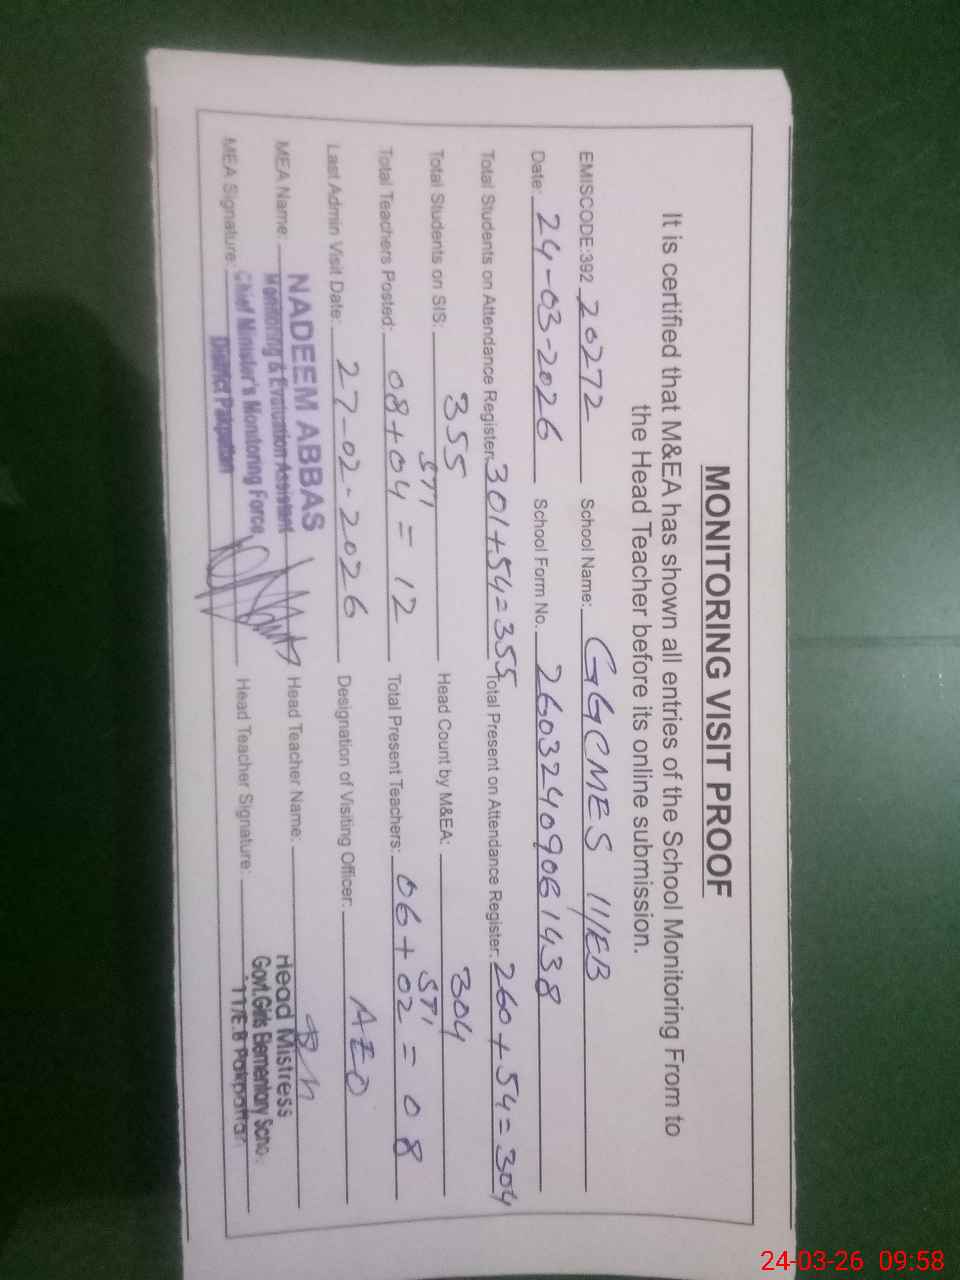 MONITORING VISIT PROOF
It is certified that M&EA has shown all entries of the School Monitoring From to
the Head Teacher before its online submission.
EMISCODE:392 20272 School Name: GGCMES 11/EB
Date: 24-03-2026 School Form No. 26032409061438
Total Students on Attendance Register: 301+54=355 Total Present on Attendance Register: 260+54=304
Total Students on SIS: 355 Head Count by M&EA: 304
STI STI
Total Teachers Posted: 08+04=12 Total Present Teachers: 06+02=08
Last Admin Visit Date: 27-02-2026 Designation of Visiting Officer: AEO
MEA Name: Head Teacher Name:
MEA Signature: Head Teacher Signature:
NADEEM ABBAS
Monitoring & Evaluation Assistant
Chief Minister's Monitoring Force
District Pakpattan
Head Mistress
Govt.Girls Elementary Scho
11/E.B Pakpattan
24-03-26 09:58